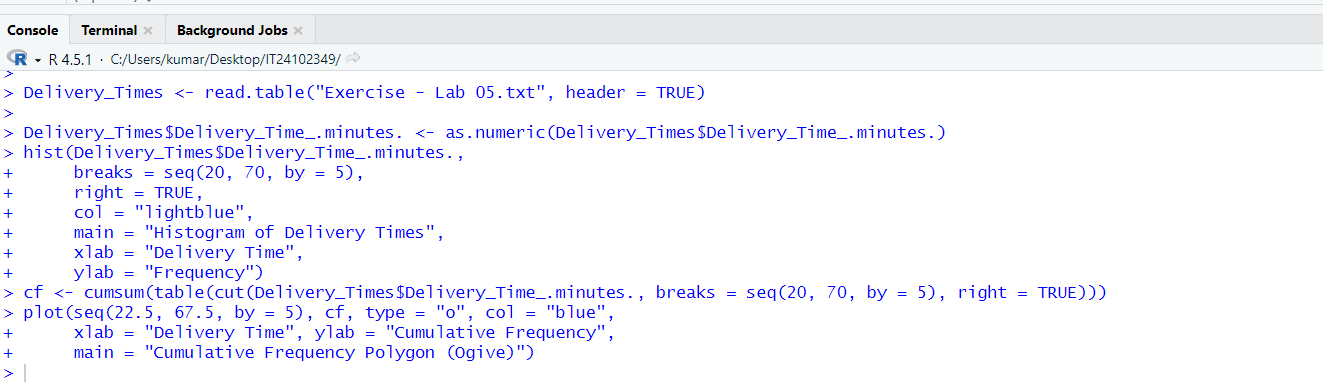 Console Terminal Background Jobs
R 4.5.1 · C:/Users/kumar/Desktop/IT24102349/
>
> Delivery_Times <- read.table("Exercise - Lab 05.txt", header = TRUE)
>
> Delivery_Times$Delivery_Time_.minutes. <- as.numeric(Delivery_Times$Delivery_Time_.minutes.)
> hist(Delivery_Times$Delivery_Time_.minutes.,
+      breaks = seq(20, 70, by = 5),
+      right = TRUE,
+      col = "lightblue",
+      main = "Histogram of Delivery Times",
+      xlab = "Delivery Time",
+      ylab = "Frequency")
> cf <- cumsum(table(cut(Delivery_Times$Delivery_Time_.minutes., breaks = seq(20, 70, by = 5), right = TRUE)))
> plot(seq(22.5, 67.5, by = 5), cf, type = "o", col = "blue",
+      xlab = "Delivery Time", ylab = "Cumulative Frequency",
+      main = "Cumulative Frequency Polygon (Ogive)")
>